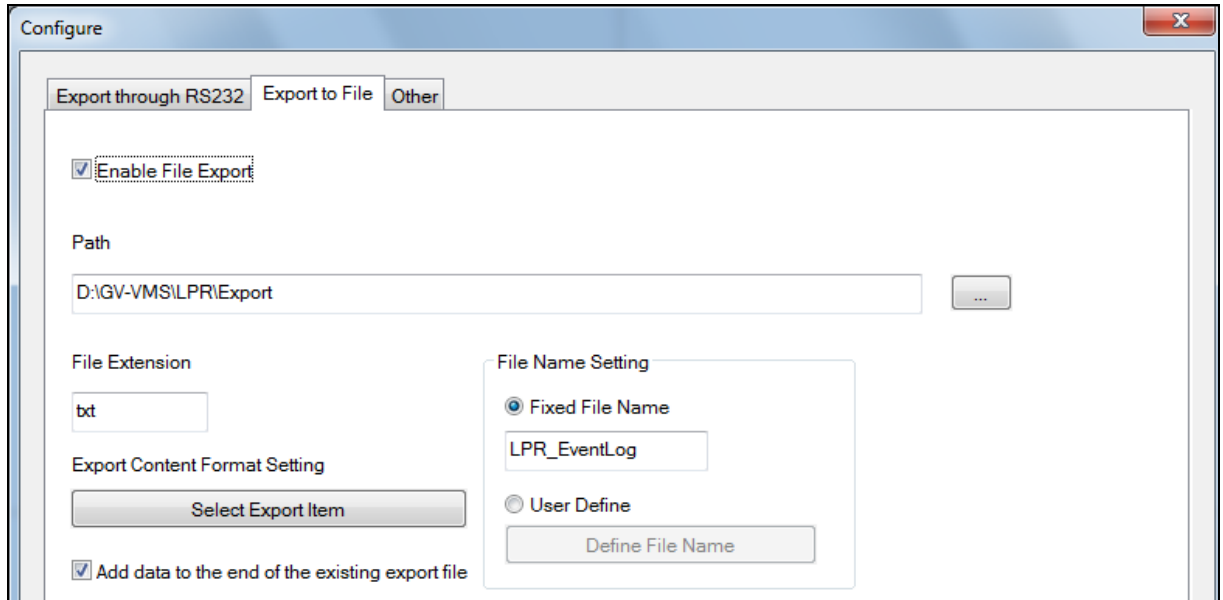 Configure
x
Export through RS232 Export to File Other
Enable File Export
Path
D:\GV-VMS\LPR\Export
...
File Extension
txt
Export Content Format Setting
Select Export Item
Add data to the end of the existing export file
File Name Setting
Fixed File Name
LPR_EventLog
User Define
Define File Name